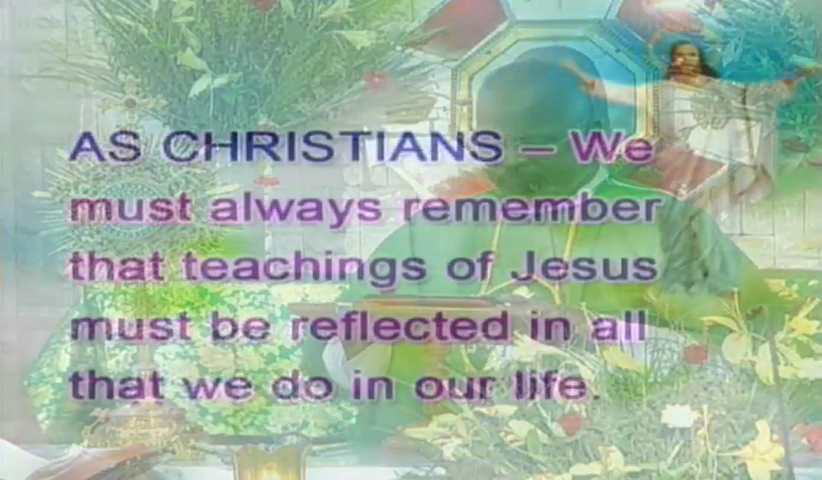 AS CHRISTIANS – We
must always remember
that teachings of Jesus
must be reflected in all
that we do in our life.